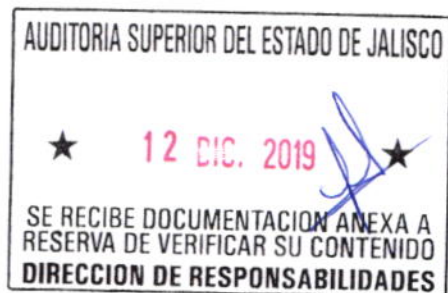 AUDITORIA SUPERIOR DEL ESTADO DE JALISCO
★ 12 DIC. 2019 ★
SE RECIBE DOCUMENTACION ANEXA A
RESERVA DE VERIFICAR SU CONTENIDO
DIRECCION DE RESPONSABILIDADES